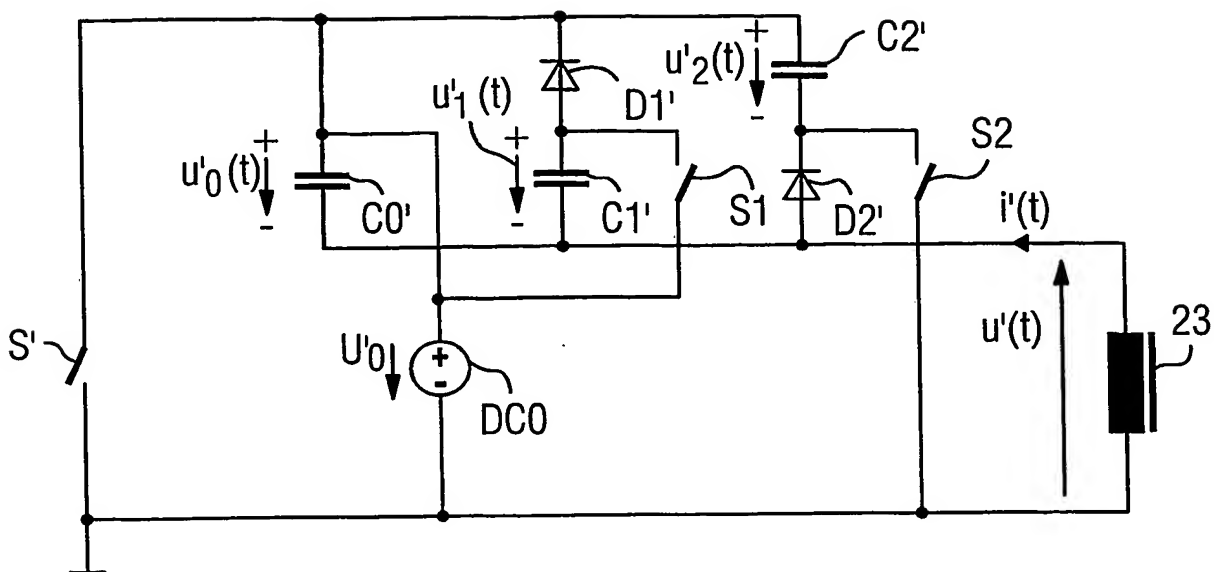 C2'
+
u'2(t)
-
D1'
u'1(t)
+
-
C1'
S1
S2
+
u'0(t)
-
C0'
D2'
i'(t)
S'
U'0
+
-
DC0
u'(t)
23